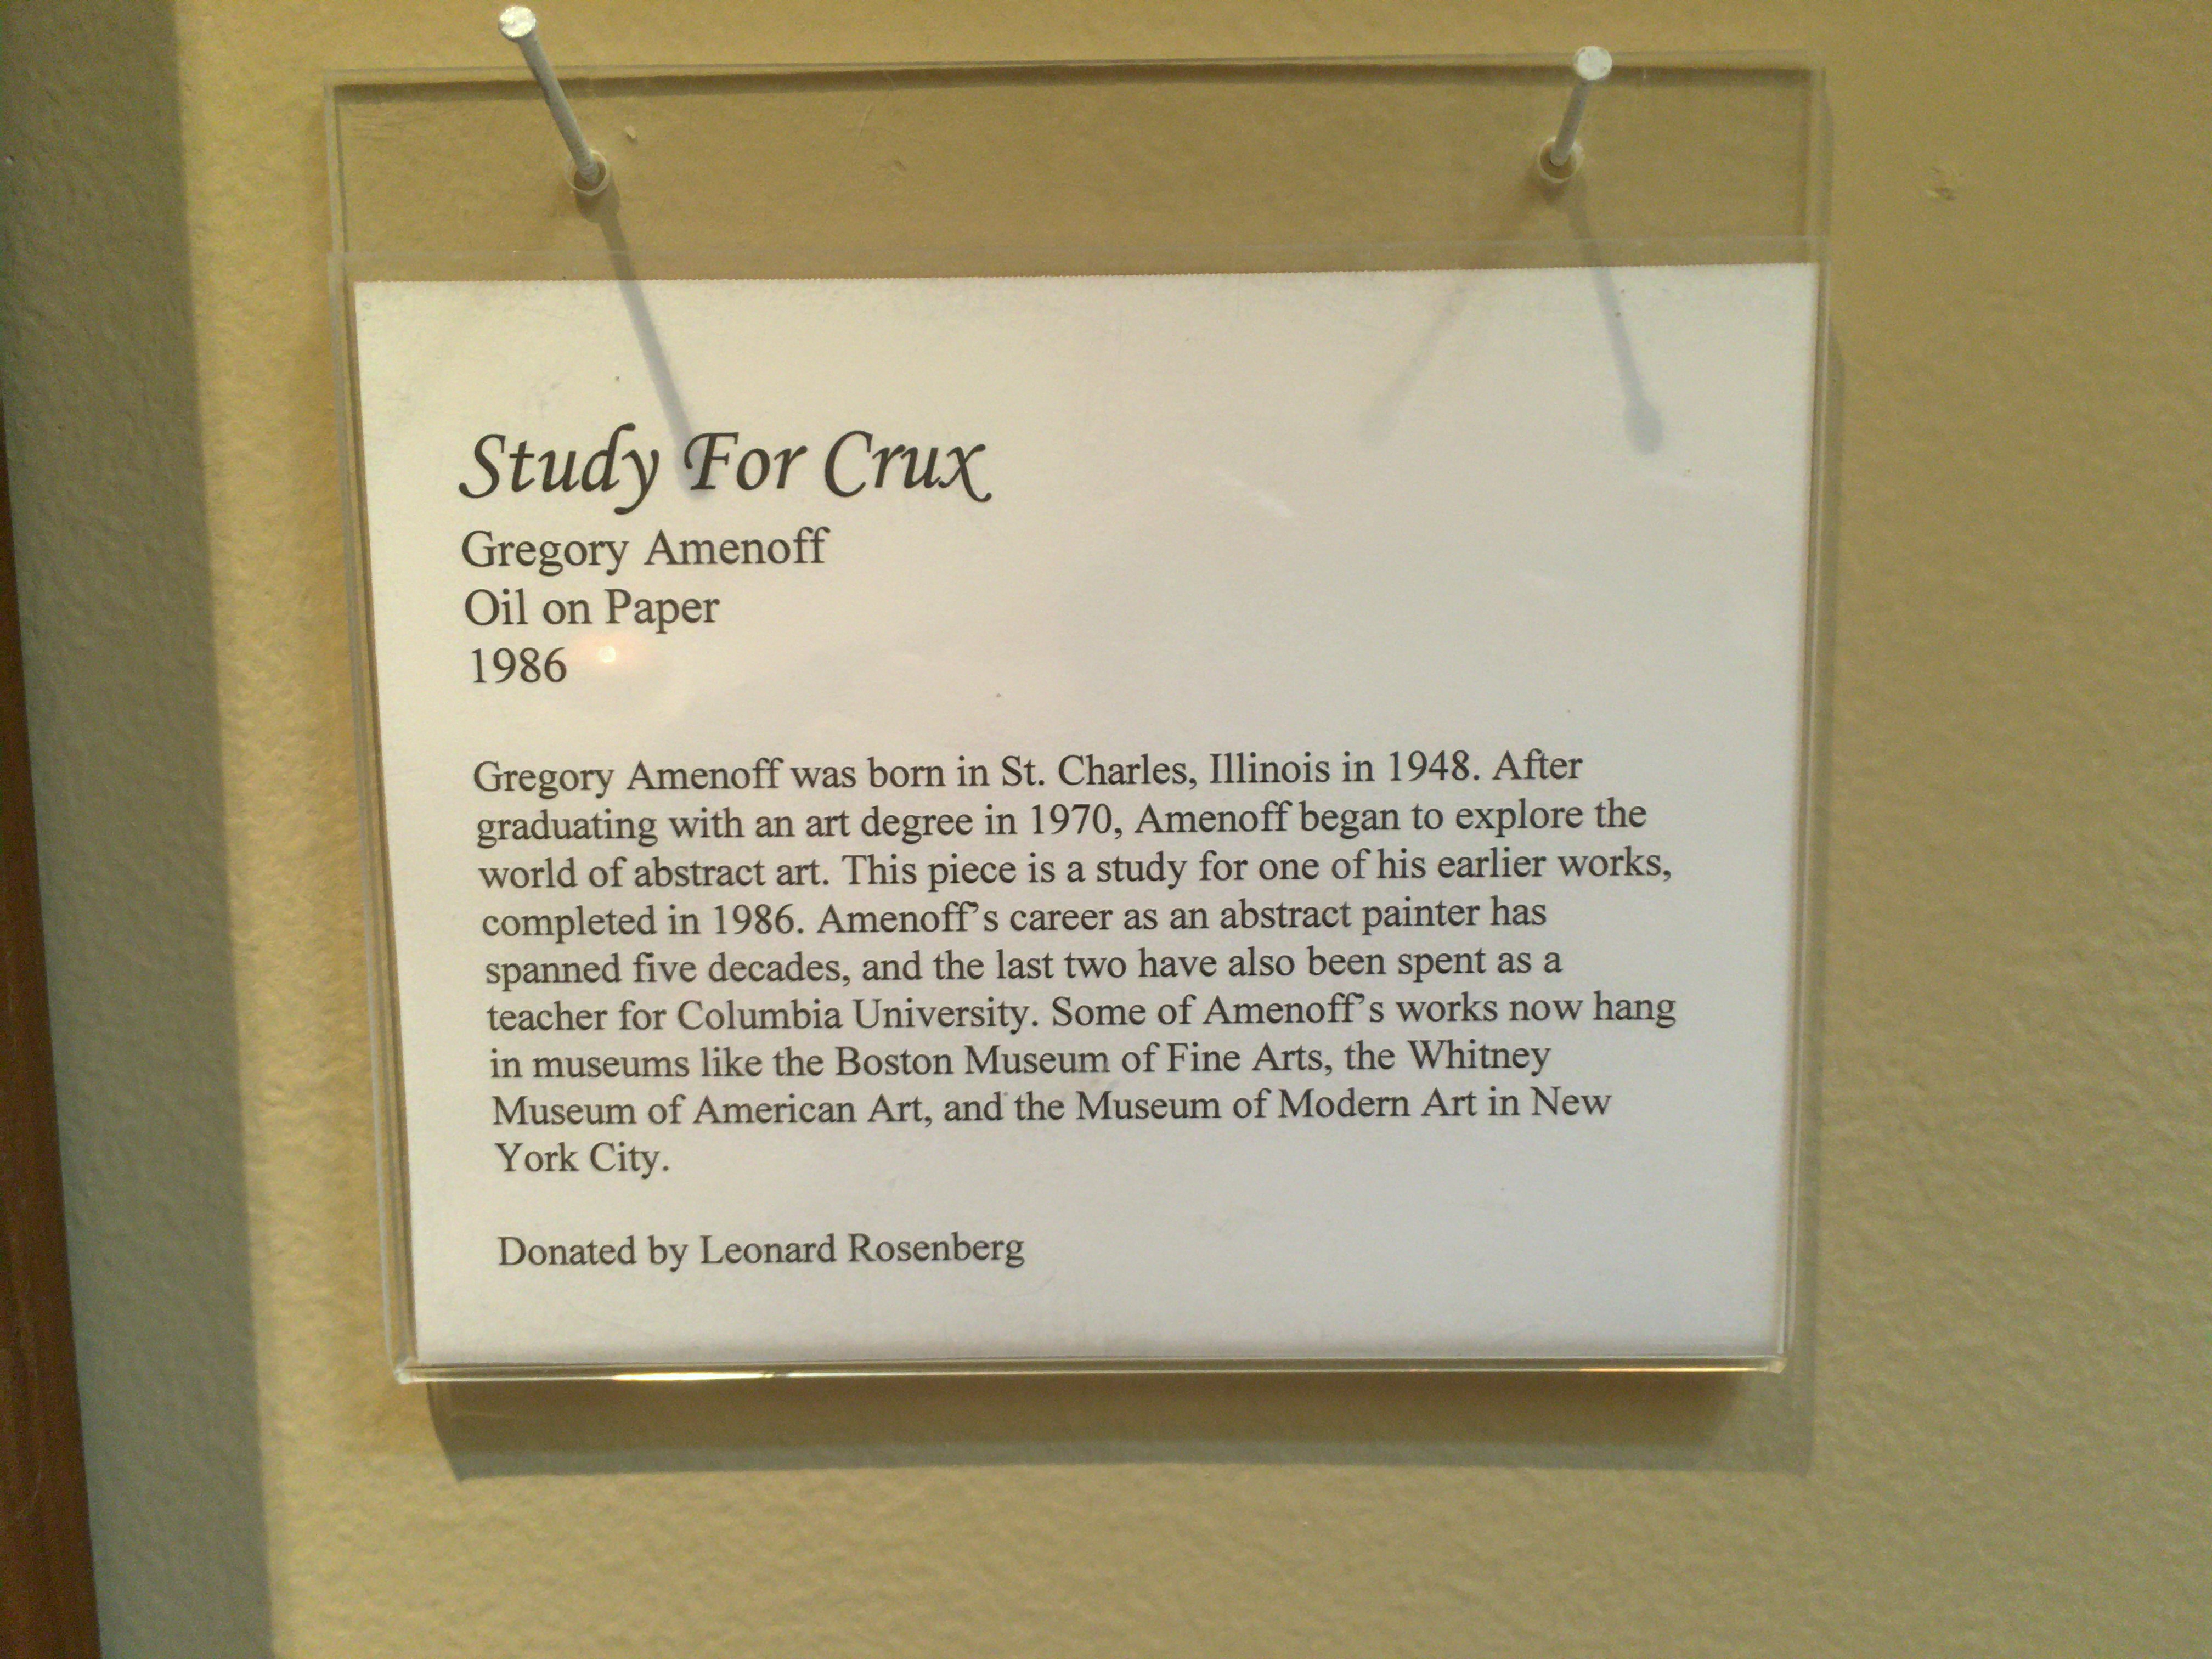 Study For Crux
Gregory Amenoff
Oil on Paper
1986
Gregory Amenoff was born in St. Charles, Illinois in 1948. After
graduating with an art degree in 1970, Amenoff began to explore the
world of abstract art. This piece is a study for one of his earlier works,
completed in 1986. Amenoff's career as an abstract painter has
spanned five decades, and the last two have also been spent as a
teacher for Columbia University. Some of Amenoff's works now hang
in museums like the Boston Museum of Fine Arts, the Whitney
Museum of American Art, and the Museum of Modern Art in New
York City.
Donated by Leonard Rosenberg